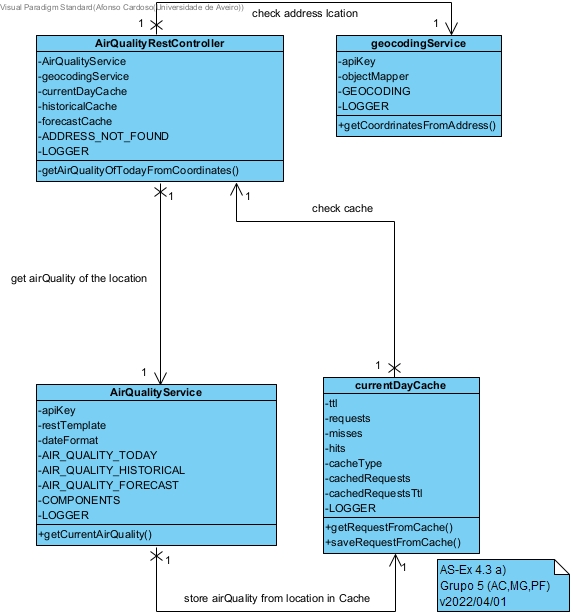 Visual Paradigm Standard(Afonso Cardoso(Universidade de Aveiro))
check address lcation
1
1
AirQualityRestController
-AirQualityService
-geocodingService
-currentDayCache
-historicalCache
-forecastCache
-ADDRESS_NOT_FOUND
-LOGGER
-getAirQualityOfTodayFromCoordinates()
geocodingService
-apiKey
-objectMapper
-GEOCODING
-LOGGER
+getCoordrinatesFromAddress()
1
1
check cache
get airQuality of the location
1
1
AirQualityService
-apiKey
-restTemplate
-dateFormat
-AIR_QUALITY_TODAY
-AIR_QUALITY_HISTORICAL
-AIR_QUALITY_FORECAST
-COMPONENTS
-LOGGER
+getCurrentAirQuality()
currentDayCache
-ttl
-requests
-misses
-hits
-cacheType
-cachedRequests
-cachedRequestsTtl
-LOGGER
+getRequestFromCache()
+saveRequestFromCache()
1
1
store airQuality from location in Cache
AS-Ex 4.3 a)
Grupo 5 (AC,MG,PF)
v2022/04/01